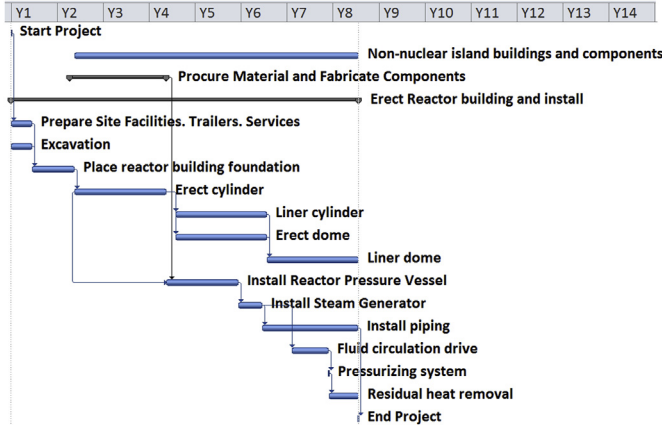 Y1 Y2 Y3 Y4 Y5 Y6 Y7 Y8 Y9 Y10 Y11 Y12 Y13 Y14
Start Project
Non-nuclear island buildings and components
Procure Material and Fabricate Components
Erect Reactor building and install
Prepare Site Facilities. Trailers. Services
Excavation
Place reactor building foundation
Erect cylinder
Liner cylinder
Erect dome
Liner dome
Install Reactor Pressure Vessel
Install Steam Generator
Install piping
Fluid circulation drive
Pressurizing system
Residual heat removal
End Project